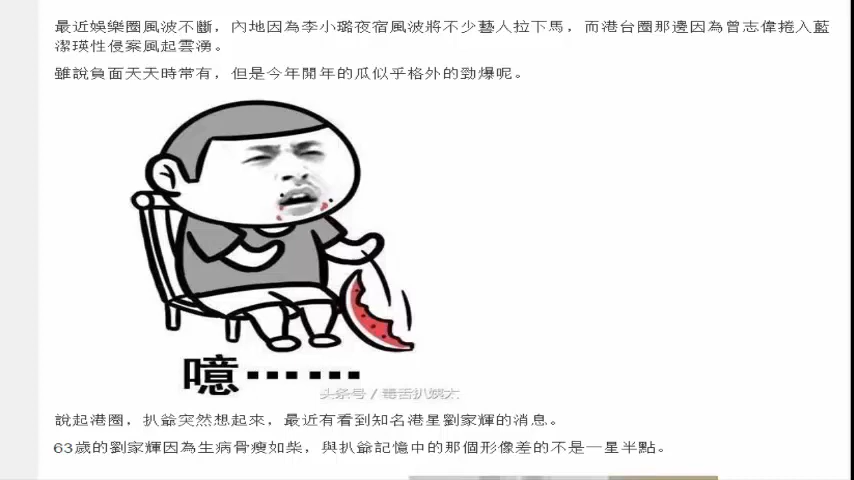 最近娛樂圈風波不斷，內地因為李小璐夜宿風波將不少藝人拉下馬，而港台圈那邊因為曾志偉捲入藍
潔瑛性侵案風起雲湧。
雖說負面天天時常有，但是今年開年的瓜似乎格外的勁爆呢。
噫……
头条号 / 毒舌扒娱大
說起港圈，扒爺突然想起來，最近有看到知名港星劉家輝的消息。
63歲的劉家輝因為生病骨瘦如柴，與扒爺記憶中的那個形像差的不是一星半點。